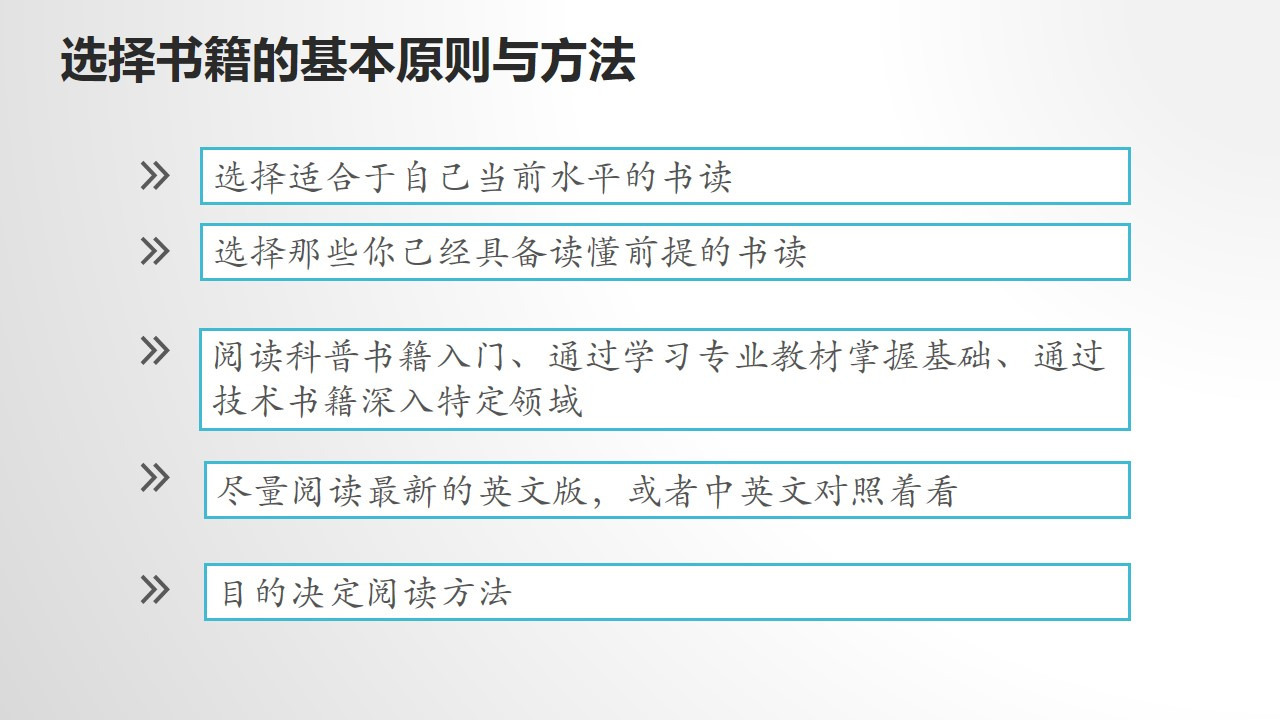 选择书籍的基本原则与方法
选择适合于自己当前水平的书读
选择那些你已经具备读懂前提的书读
阅读科普书籍入门、通过学习专业教材掌握基础、通过
技术书籍深入特定领域
尽量阅读最新的英文版，或者中英文对照着看
目的决定阅读方法